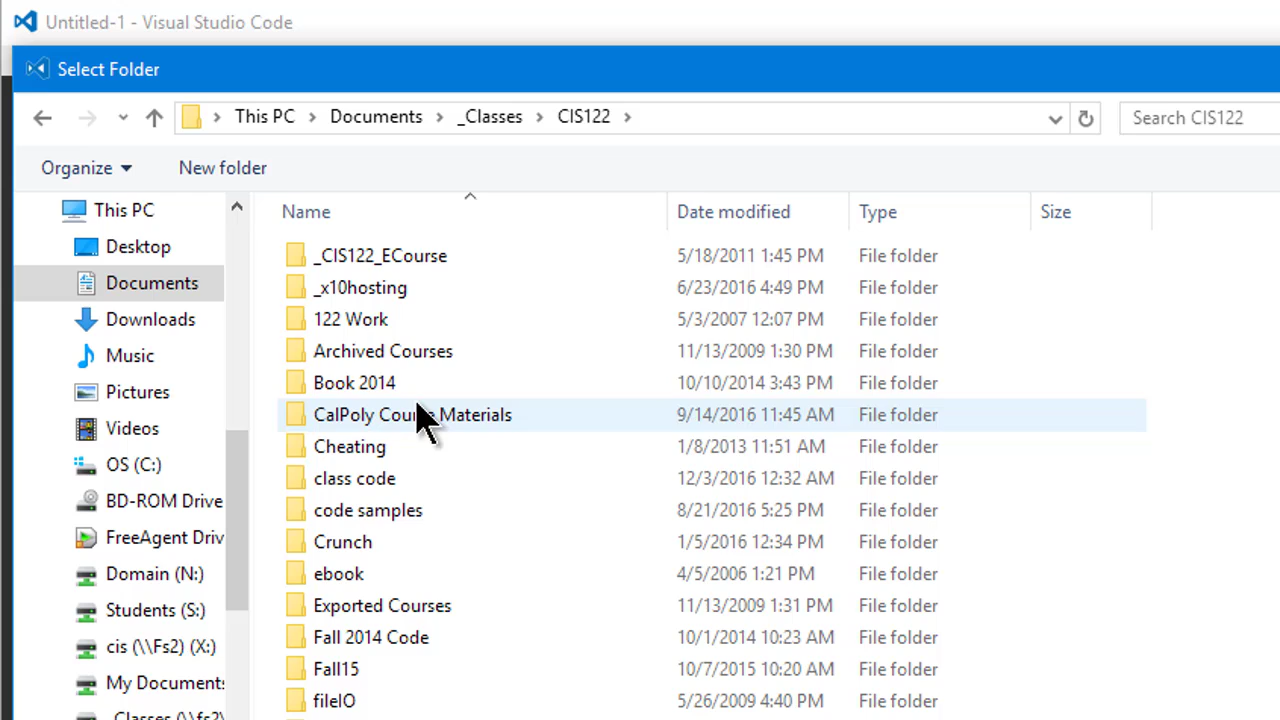 Untitled-1 - Visual Studio Code
Select Folder
This PC Documents _Classes CIS122
Search CIS122
Organize New folder
This PC
Desktop
Documents
Downloads
Music
Pictures
Videos
OS (C:)
BD-ROM Drive
FreeAgent Driv
Domain (N:)
Students (S:)
cis (\\Fs2) (X:)
My Documents
_Classes (\\fs2)
Name Date modified Type Size
_CIS122_ECourse 5/18/2011 1:45 PM File folder
_x10hosting 6/23/2016 4:49 PM File folder
122 Work 5/3/2007 12:07 PM File folder
Archived Courses 11/13/2009 1:30 PM File folder
Book 2014 10/10/2014 3:43 PM File folder
CalPoly Course Materials 9/14/2016 11:45 AM File folder
Cheating 1/8/2013 11:51 AM File folder
class code 12/3/2016 12:32 AM File folder
code samples 8/21/2016 5:25 PM File folder
Crunch 1/5/2016 12:34 PM File folder
ebook 4/5/2006 1:21 PM File folder
Exported Courses 11/13/2009 1:31 PM File folder
Fall 2014 Code 10/1/2014 10:23 AM File folder
Fall15 10/7/2015 10:20 AM File folder
fileIO 5/26/2009 4:40 PM File folder